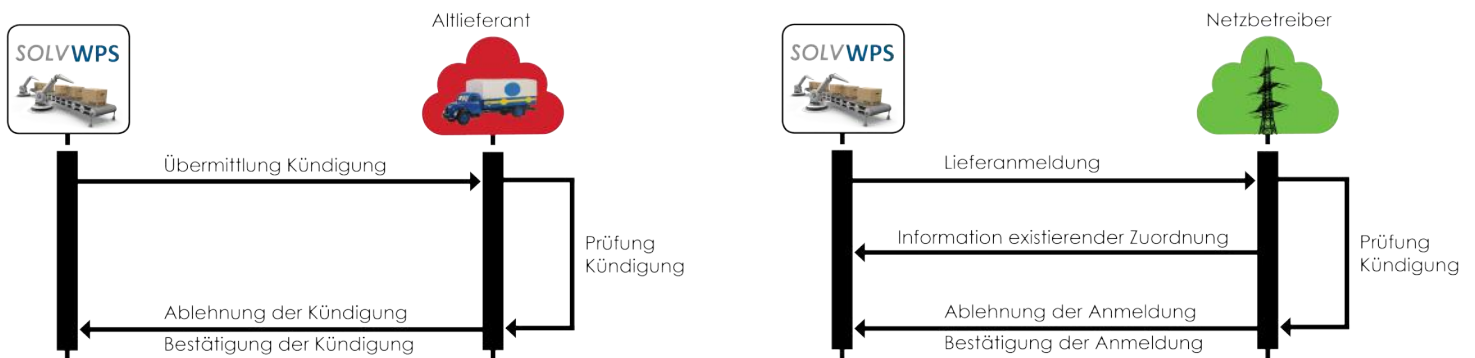 Altlieferant
SOLVWPS
Übermittlung Kündigung
Prüfung
Kündigung
Ablehnung der Kündigung
Bestätigung der Kündigung
Netzbetreiber
SOLVWPS
Lieferanmeldung
Information existierender Zuordnung
Prüfung
Kündigung
Ablehnung der Anmeldung
Bestätigung der Anmeldung